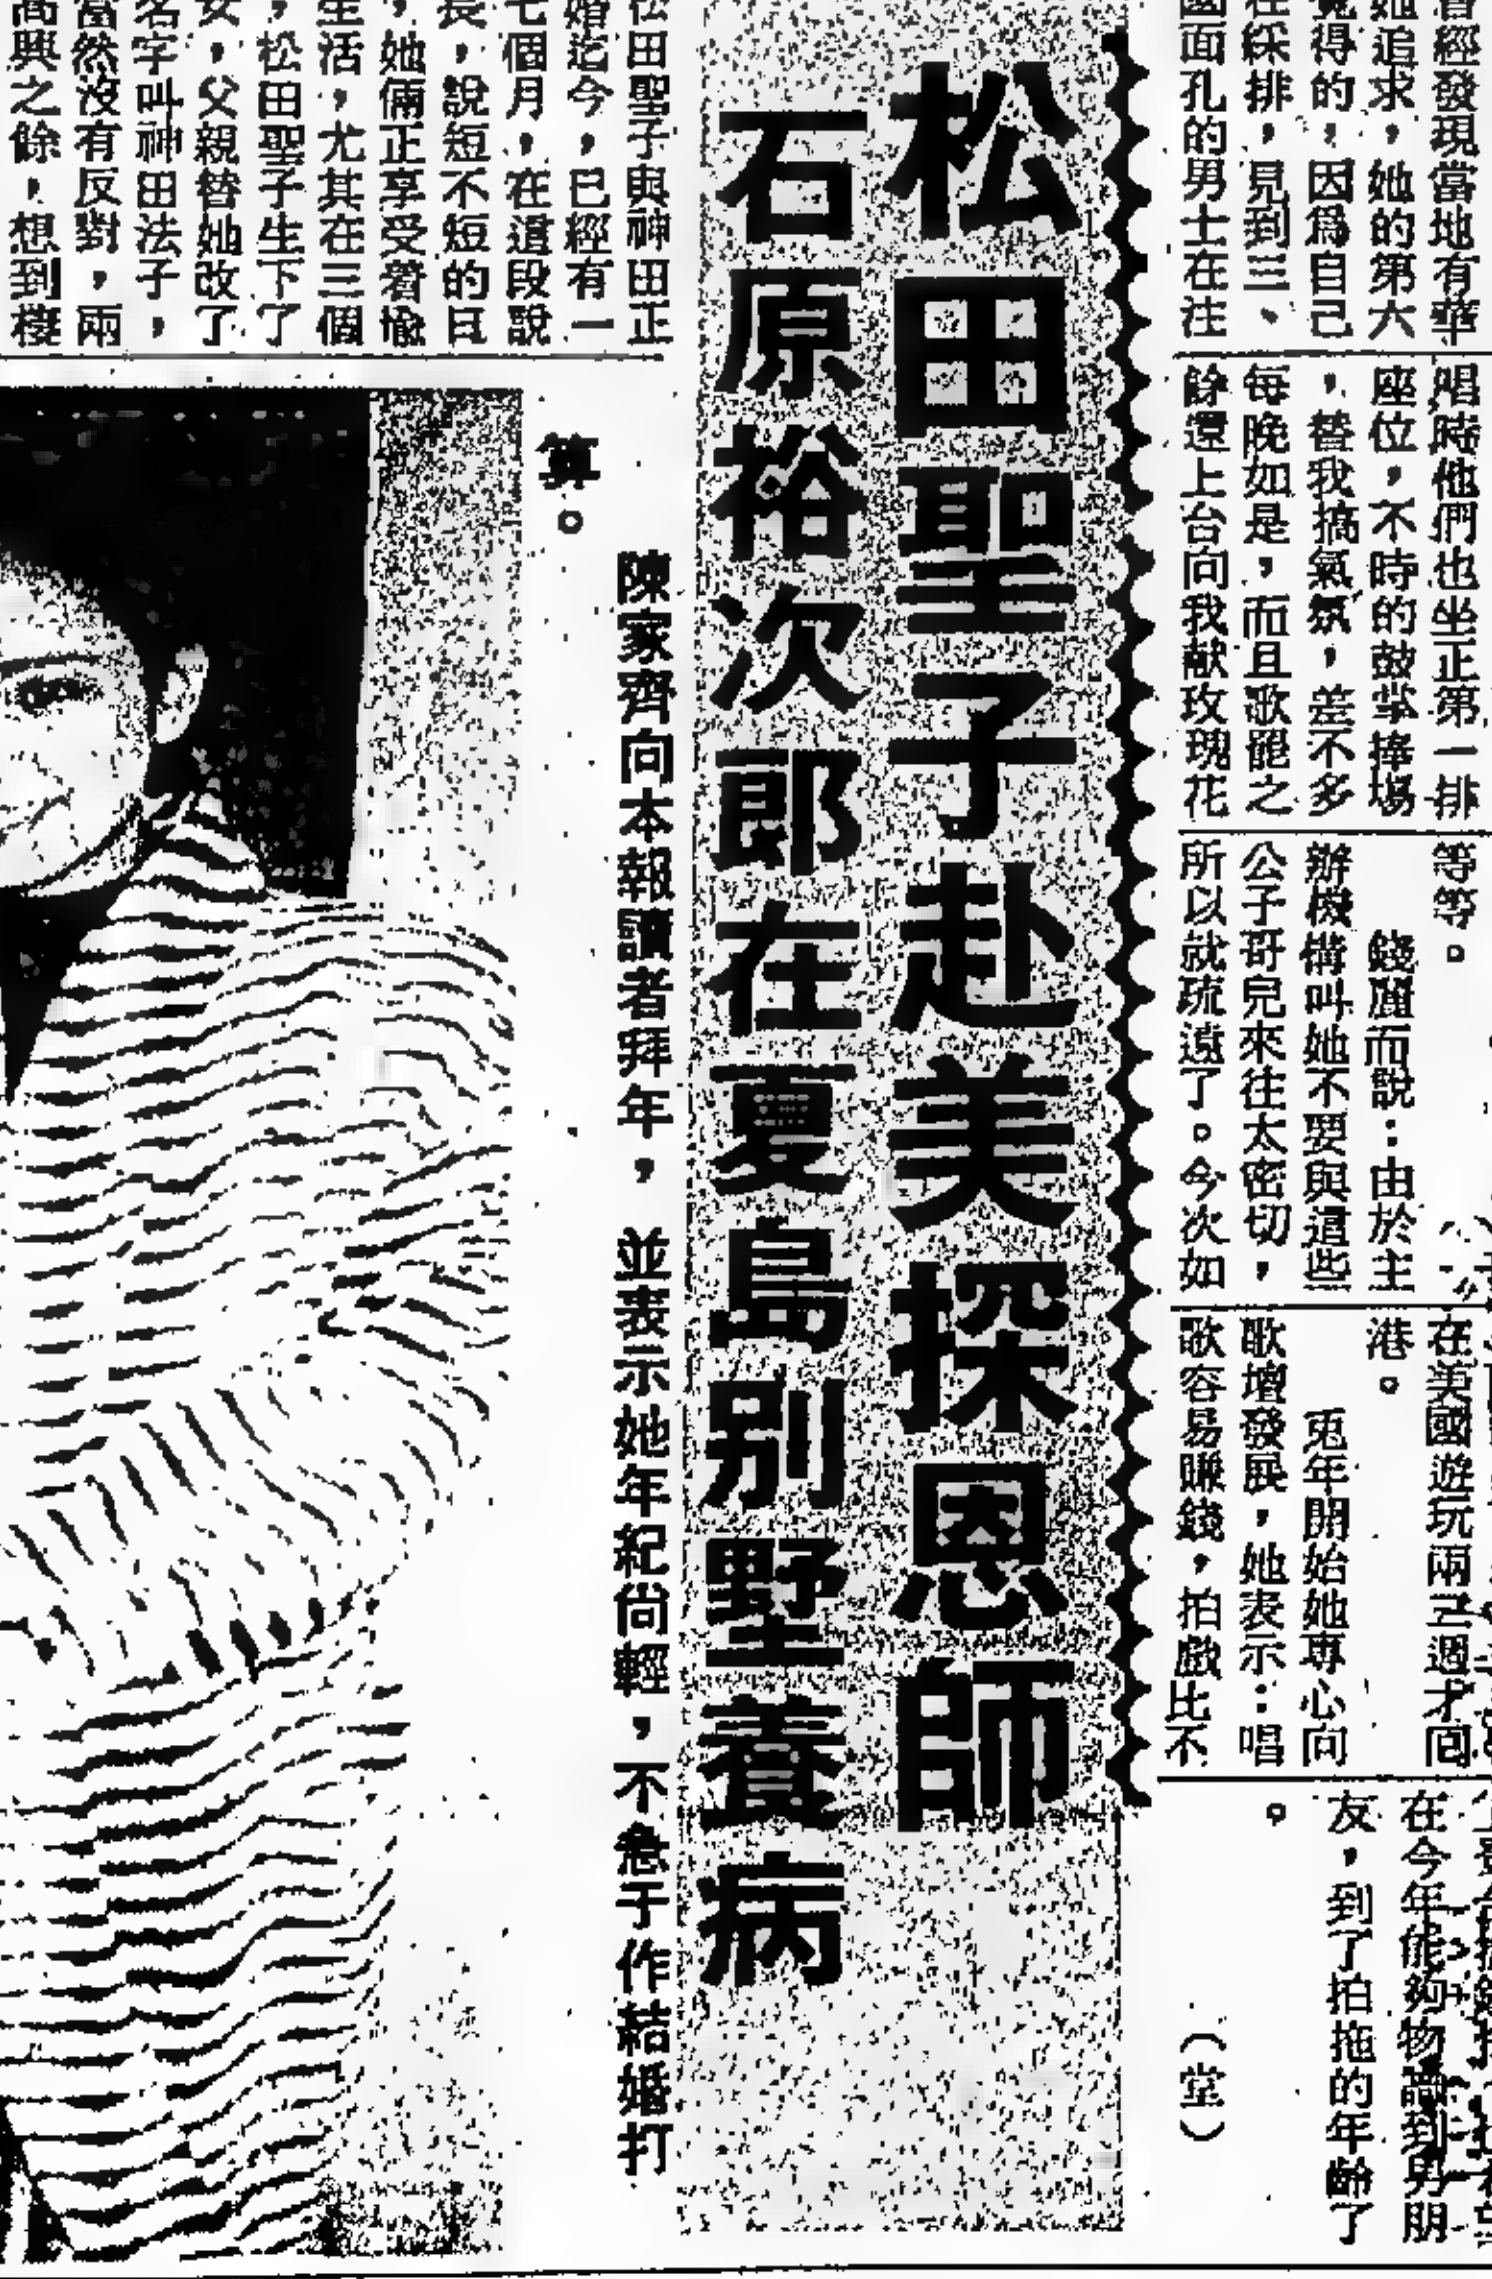 曾經發現當地有華
她追求，她的第六
覺得的，因爲自己
在綵排，見到三、
國面孔的男士在注
唱時他們也坐正第一排
座位，不時的鼓掌捧場
，替我搞氣氛，差不多
每晚如是，而且歌罷之
餘還上台向我献玫瑰花
等等。
錢麗而說：由於主
辦機構叫她不要與這些
公子哥兒來往太密切，
所以就疏遠了。今次如
在美國遊玩兩三週才回
港。
兎年開始她專心向
歌壇發展，她表示：唱
歌容易賺錢，拍戲比不
在今年能夠物識到男朋
友，到了拍拖的年齡了
。
（堂）
松田聖子赴美探恩師
石原裕次郎在夏島别墅養病
松田聖子與神田正
婚迄今，已經有一
七個月，在這段說
長，說短不短的日
，她倆正享受着愉
生活，尤其在三個
，松田聖子生下了
女，父親替她改了
名字叫神田法子，
當然沒有反對，兩
高興之餘，想到樓
陳家齊向本報讀者拜年，並表示她年紀尚輕，不急于作結婚打
算。